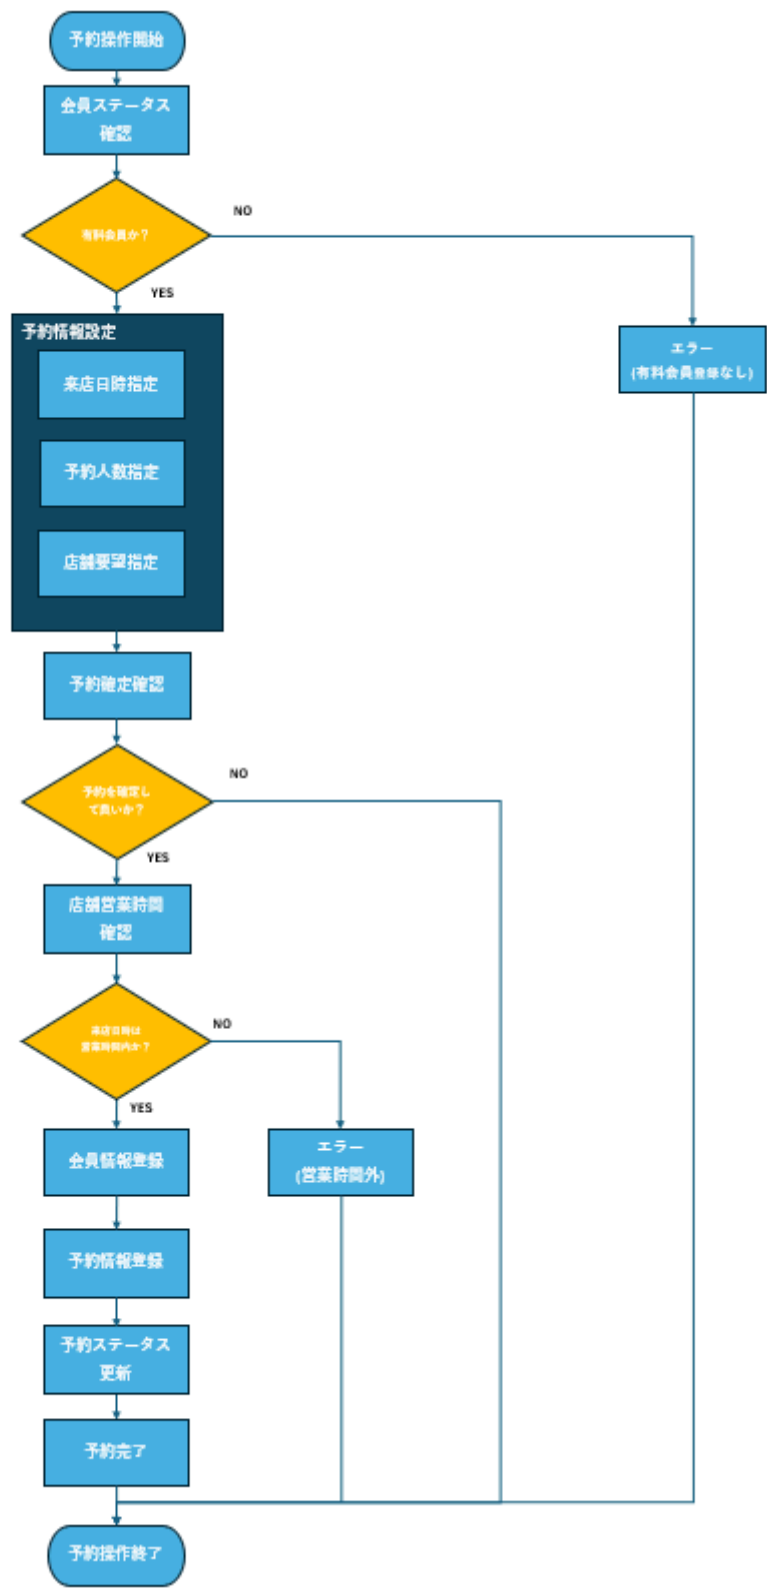 予約操作開始
会員ステータス
確認
有料会員か？
NO
YES
予約情報設定
来店日時指定
予約人数指定
店舗要望指定
エラー
(有料会員登録なし)
予約確定確認
予約を確定し
て良いか？
NO
YES
店舗営業時間
確認
来店日時は
営業時間内か？
NO
YES
会員情報登録
エラー
(営業時間外)
予約情報登録
予約ステータス
更新
予約完了
予約操作終了